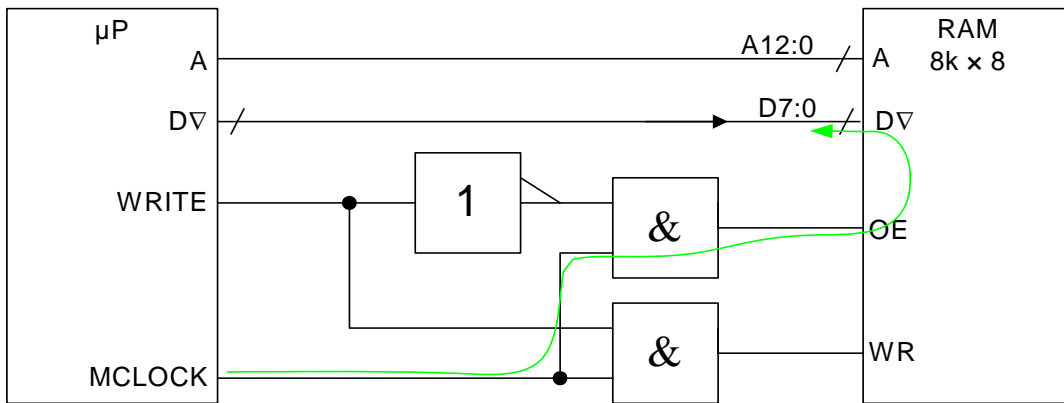 µP
RAM
8k × 8
A
A12:0
A
D∇
D7:0
D∇
WRITE
1
&
OE
&
WR
MCLOCK